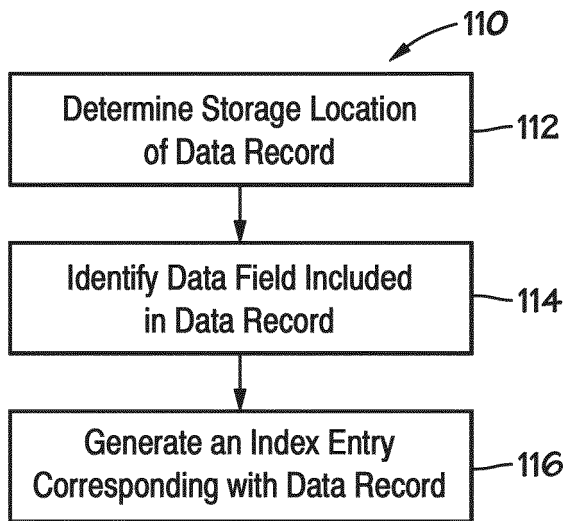 110
Determine Storage Location
of Data Record
112
Identify Data Field Included
in Data Record
114
Generate an Index Entry
Corresponding with Data Record
116